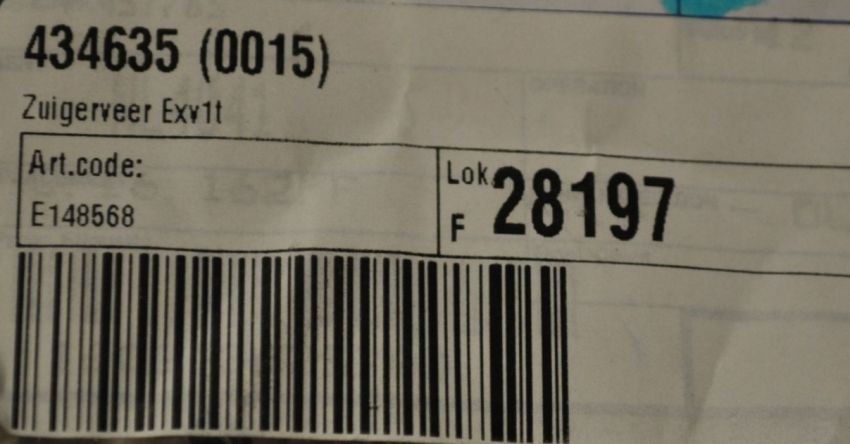 434635 (0015)
Zuigerveer Exv1t
Art.code:
E148568
Lok.
F 28197